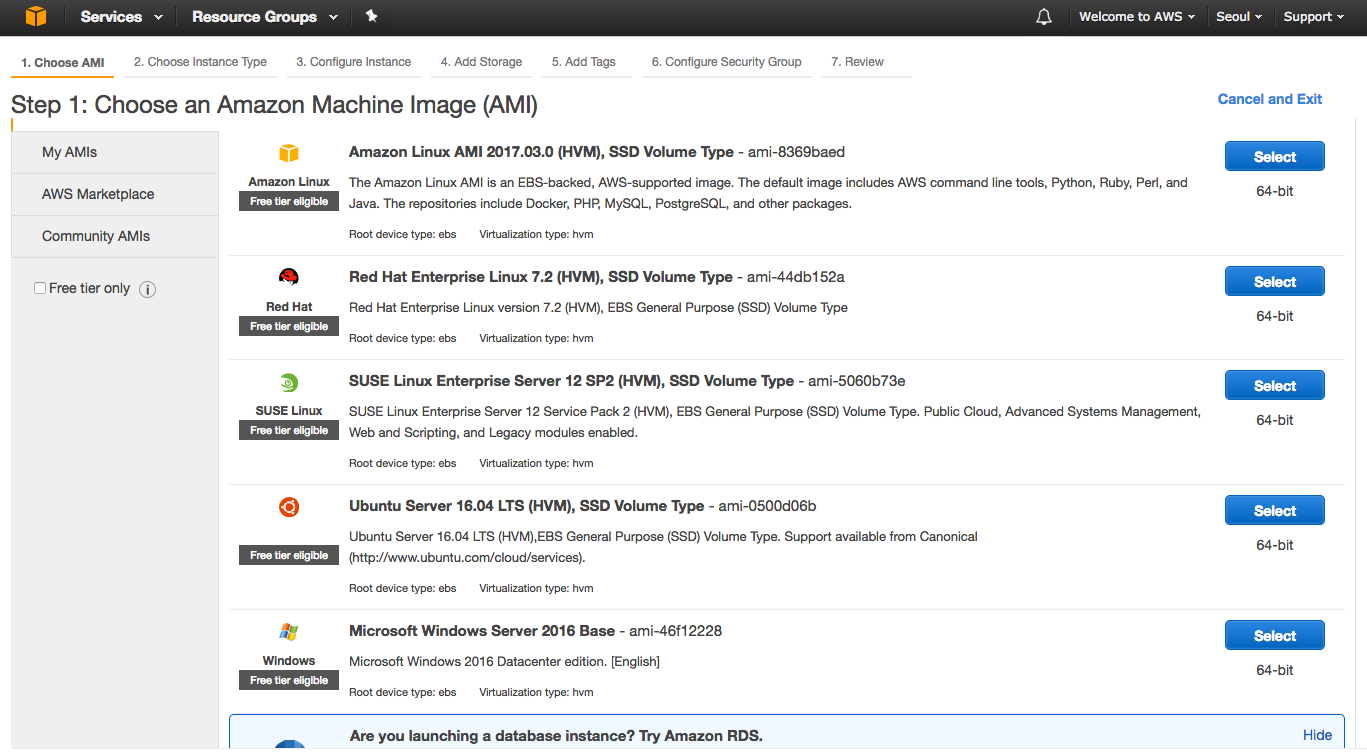 Services Resource Groups Welcome to AWS Seoul Support
1. Choose AMI 2. Choose Instance Type 3. Configure Instance 4. Add Storage 5. Add Tags 6. Configure Security Group 7. Review
Step 1: Choose an Amazon Machine Image (AMI)
Cancel and Exit
My AMIs
AWS Marketplace
Community AMIs
Free tier only i
Amazon Linux
Free tier eligible
Amazon Linux AMI 2017.03.0 (HVM), SSD Volume Type - ami-8369baed
The Amazon Linux AMI is an EBS-backed, AWS-supported image. The default image includes AWS command line tools, Python, Ruby, Perl, and
Java. The repositories include Docker, PHP, MySQL, PostgreSQL, and other packages.
Root device type: ebs Virtualization type: hvm
Select
64-bit
Red Hat
Free tier eligible
Red Hat Enterprise Linux 7.2 (HVM), SSD Volume Type - ami-44db152a
Red Hat Enterprise Linux version 7.2 (HVM), EBS General Purpose (SSD) Volume Type
Root device type: ebs Virtualization type: hvm
Select
64-bit
SUSE Linux
Free tier eligible
SUSE Linux Enterprise Server 12 SP2 (HVM), SSD Volume Type - ami-5060b73e
SUSE Linux Enterprise Server 12 Service Pack 2 (HVM), EBS General Purpose (SSD) Volume Type. Public Cloud, Advanced Systems Management,
Web and Scripting, and Legacy modules enabled.
Root device type: ebs Virtualization type: hvm
Select
64-bit
Free tier eligible
Ubuntu Server 16.04 LTS (HVM), SSD Volume Type - ami-0500d06b
Ubuntu Server 16.04 LTS (HVM),EBS General Purpose (SSD) Volume Type. Support available from Canonical
(http://www.ubuntu.com/cloud/services).
Root device type: ebs Virtualization type: hvm
Select
64-bit
Windows
Free tier eligible
Microsoft Windows Server 2016 Base - ami-46f12228
Microsoft Windows 2016 Datacenter edition. [English]
Root device type: ebs Virtualization type: hvm
Select
64-bit
Are you launching a database instance? Try Amazon RDS.
Hide